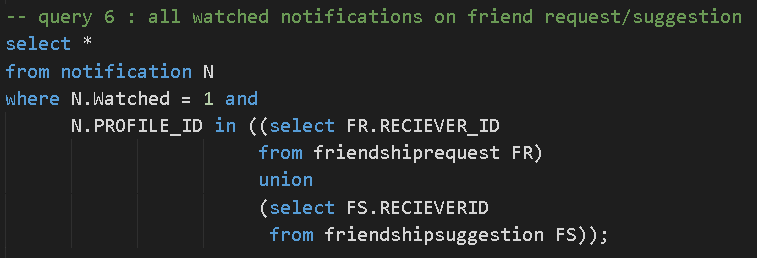 -- query 6 : all watched notifications on friend request/suggestion
select *
from notification N
where N.Watched = 1 and
N.PROFILE_ID in ((select FR.RECIEVER_ID
from friendshiprequest FR)
union
(select FS.RECIEVERID
from friendshipsuggestion FS));